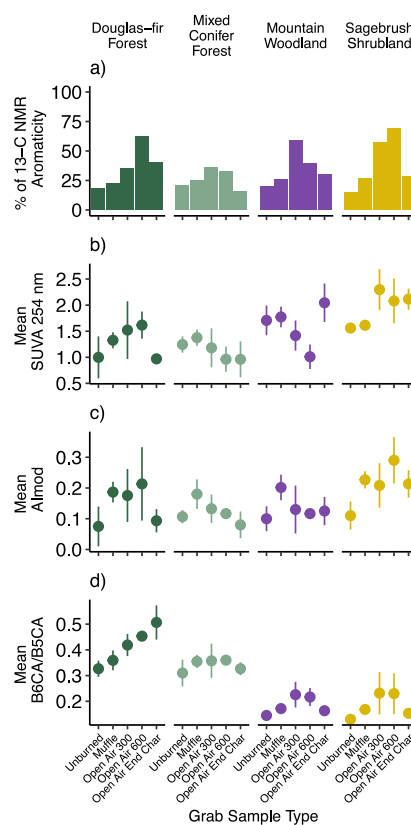 Douglas−fir Forest
Mixed Conifer Forest
Mountain Woodland
Sagebrush Shrubland
a)
% of 13−C NMR
Aromaticity
100
75
50
25
0
b)
Mean
SUVA 254 nm
2.5
2.0
1.5
1.0
0.5
c)
Mean
AImod
0.3
0.2
0.1
0.0
d)
Mean
B6CA/B5CA
0.5
0.4
0.3
0.2
Unburned
Muffle
Open Air 300
Open Air 600
Open Air End Char
Unburned
Muffle
Open Air 300
Open Air 600
Open Air End Char
Unburned
Muffle
Open Air 300
Open Air 600
Open Air End Char
Unburned
Muffle
Open Air 300
Open Air 600
Open Air End Char
Grab Sample Type